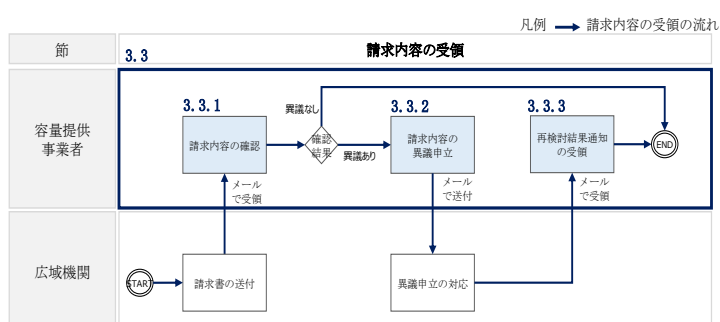 凡例 請求内容の受領の流れ
節
3.3
請求内容の受領
容量提供
事業者
3.3.1
請求内容の確認
異議なし
確認
結果
異議あり
3.3.2
請求内容の
異議申立
3.3.3
再検討結果通知
の受領
END
メール
で受領
メール
で送付
メール
で受領
広域機関
START
請求書の送付
異議申立の対応